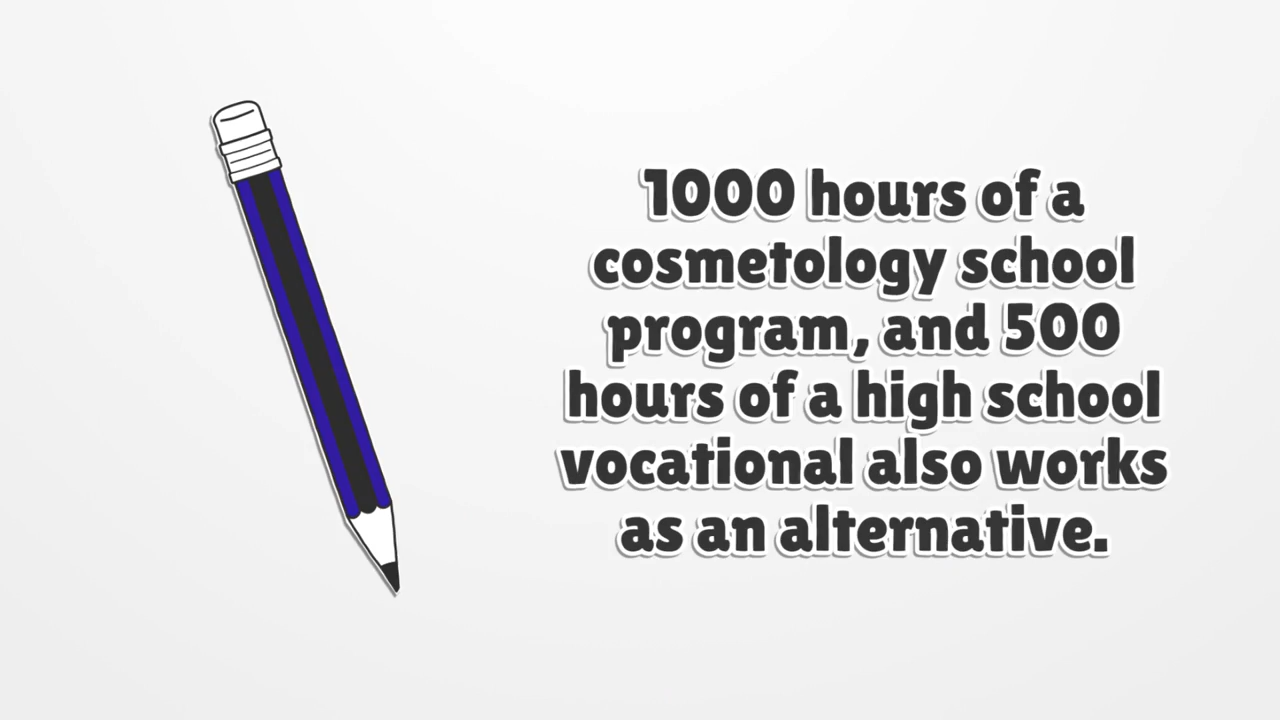 1000 hours of a
cosmetology school
program, and 500
hours of a high school
vocational also works
as an alternative.